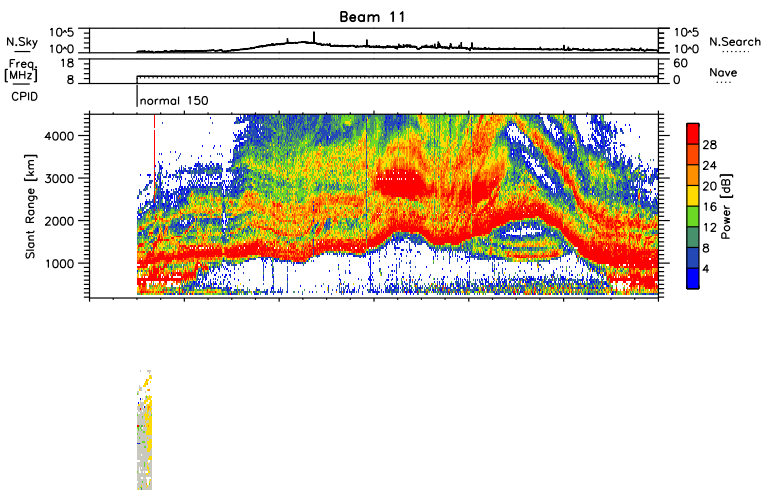 Beam 11
N.Sky 10^5 10^0 10^5 10^0 N.Search
Freq. [MHz] 18 8 60 0 Nave
CPID normal 150
Slant Range [km]
4000
3000
2000
1000
28
24
20
16
12
8
4
Power [dB]